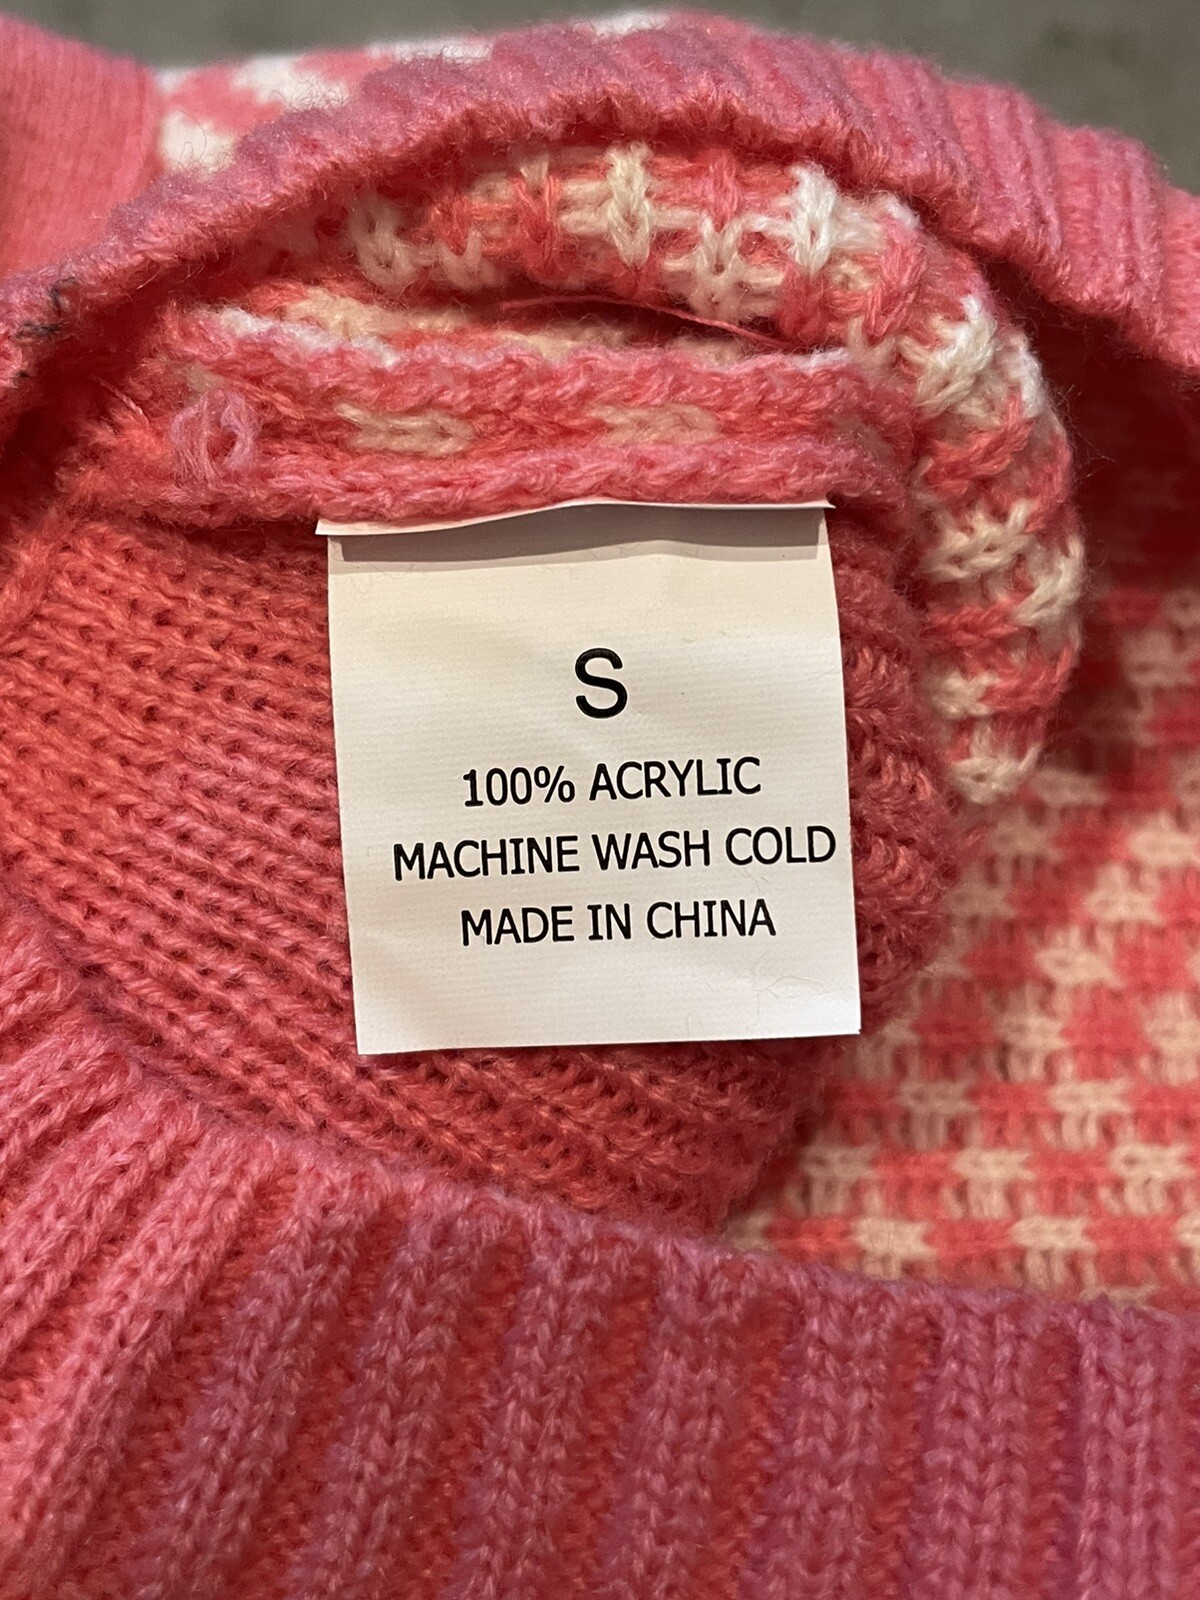 S
100% ACRYLIC
MACHINE WASH COLD
MADE IN CHINA